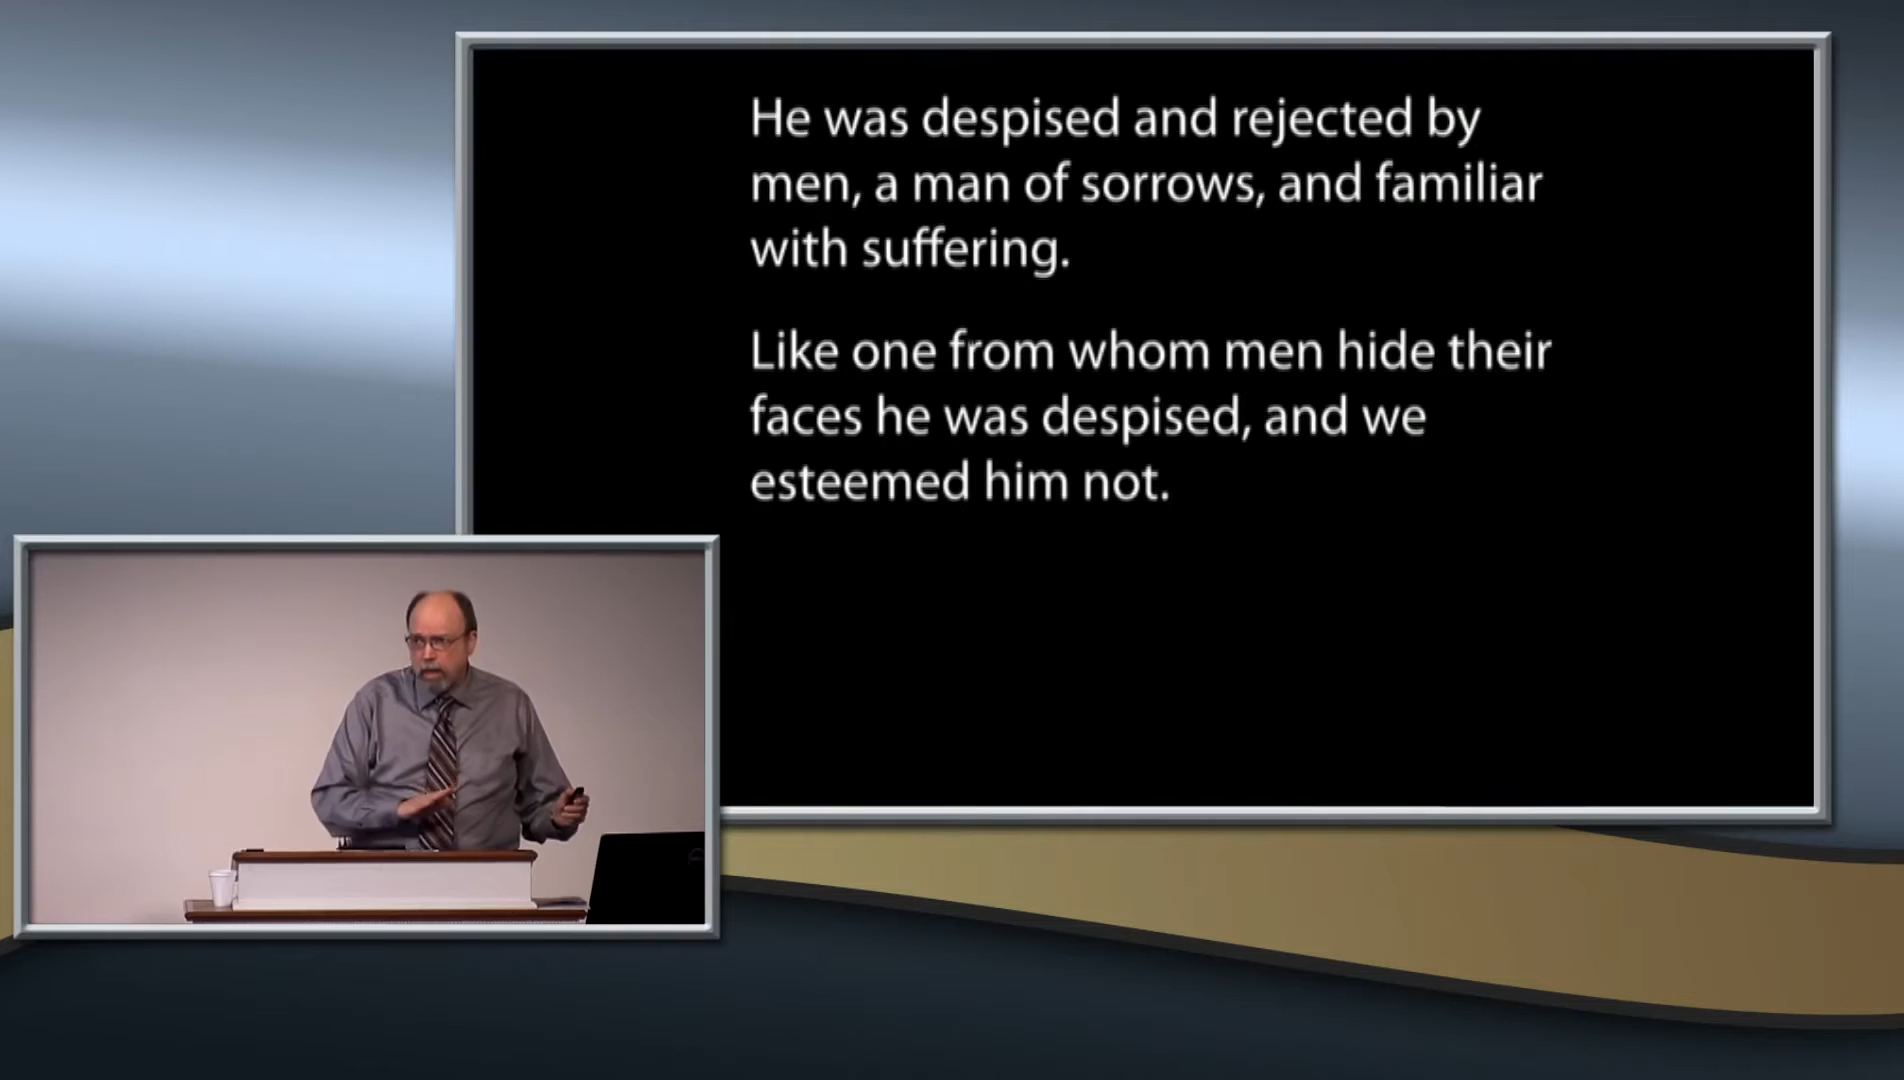 He was despised and rejected by
men, a man of sorrows, and familiar
with suffering.
Like one from whom men hide their
faces he was despised, and we
esteemed him not.